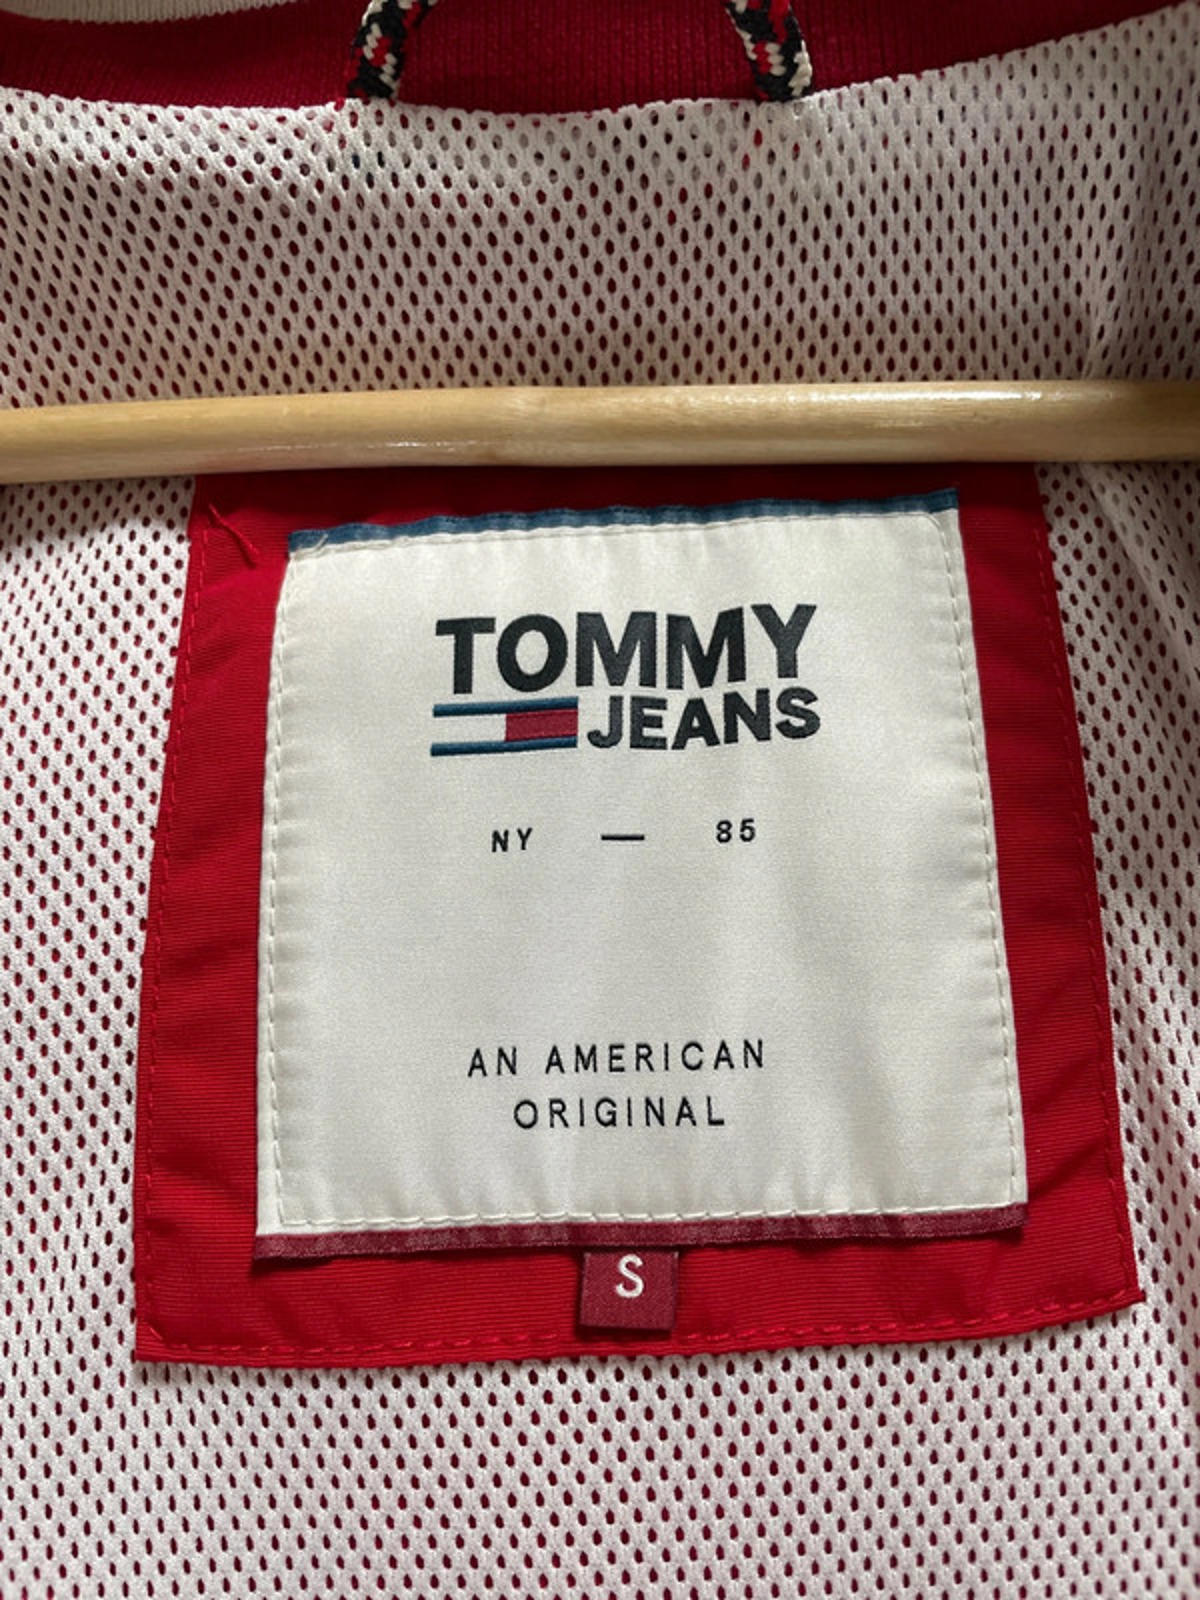 TOMMY
JEANS
NY — 85
AN AMERICAN
ORIGINAL
S